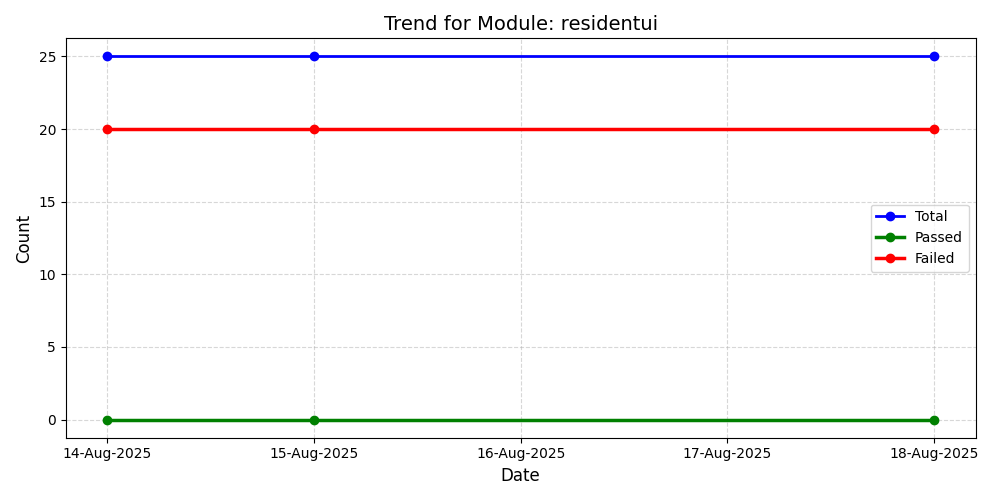 Trend for Module: residentui
Count
25
20
15
10
5
0
Total
Passed
Failed
14-Aug-2025
15-Aug-2025
16-Aug-2025
17-Aug-2025
18-Aug-2025
Date